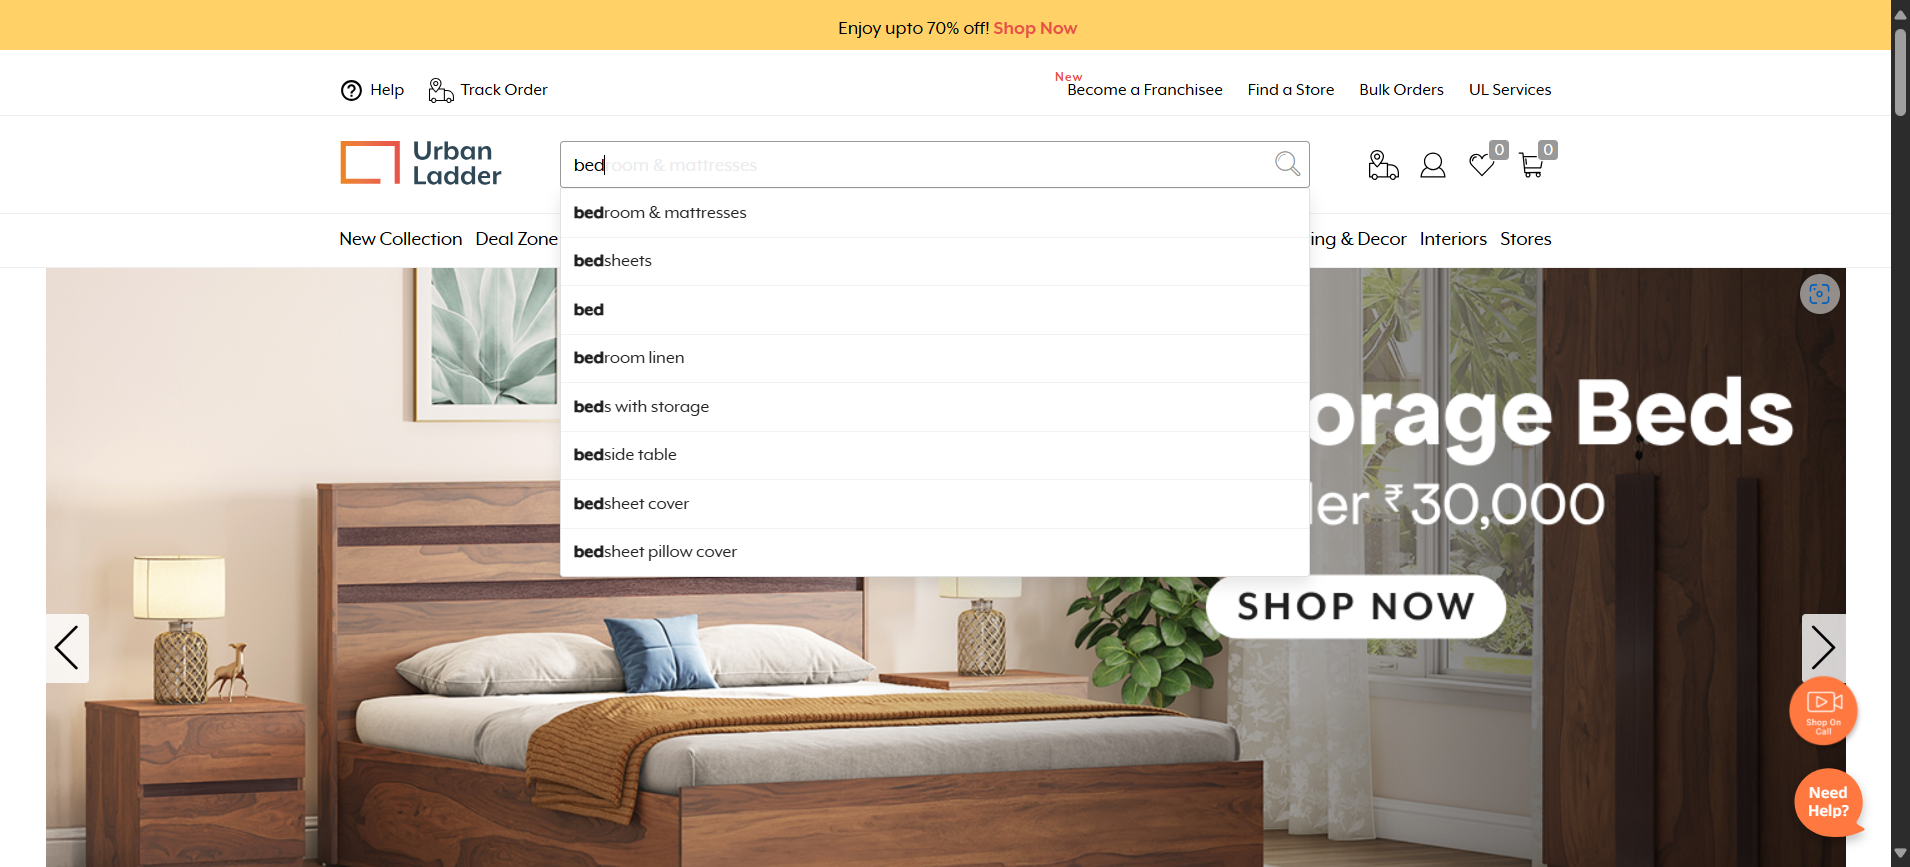 Enjoy upto 70% off! Shop Now
Help
Track Order
New
Become a Franchisee
Find a Store
Bulk Orders
UL Services
Urban
Ladder
bedroom & mattresses
0
0
New Collection
Deal Zone
ing & Decor
Interiors
Stores
bedroom & mattresses
bedsheets
bed
bedroom linen
beds with storage
bedside table
bedsheet cover
bedsheet pillow cover
orage Beds
ler ₹30,000
SHOP NOW
Shop On
Call
Need
Help?